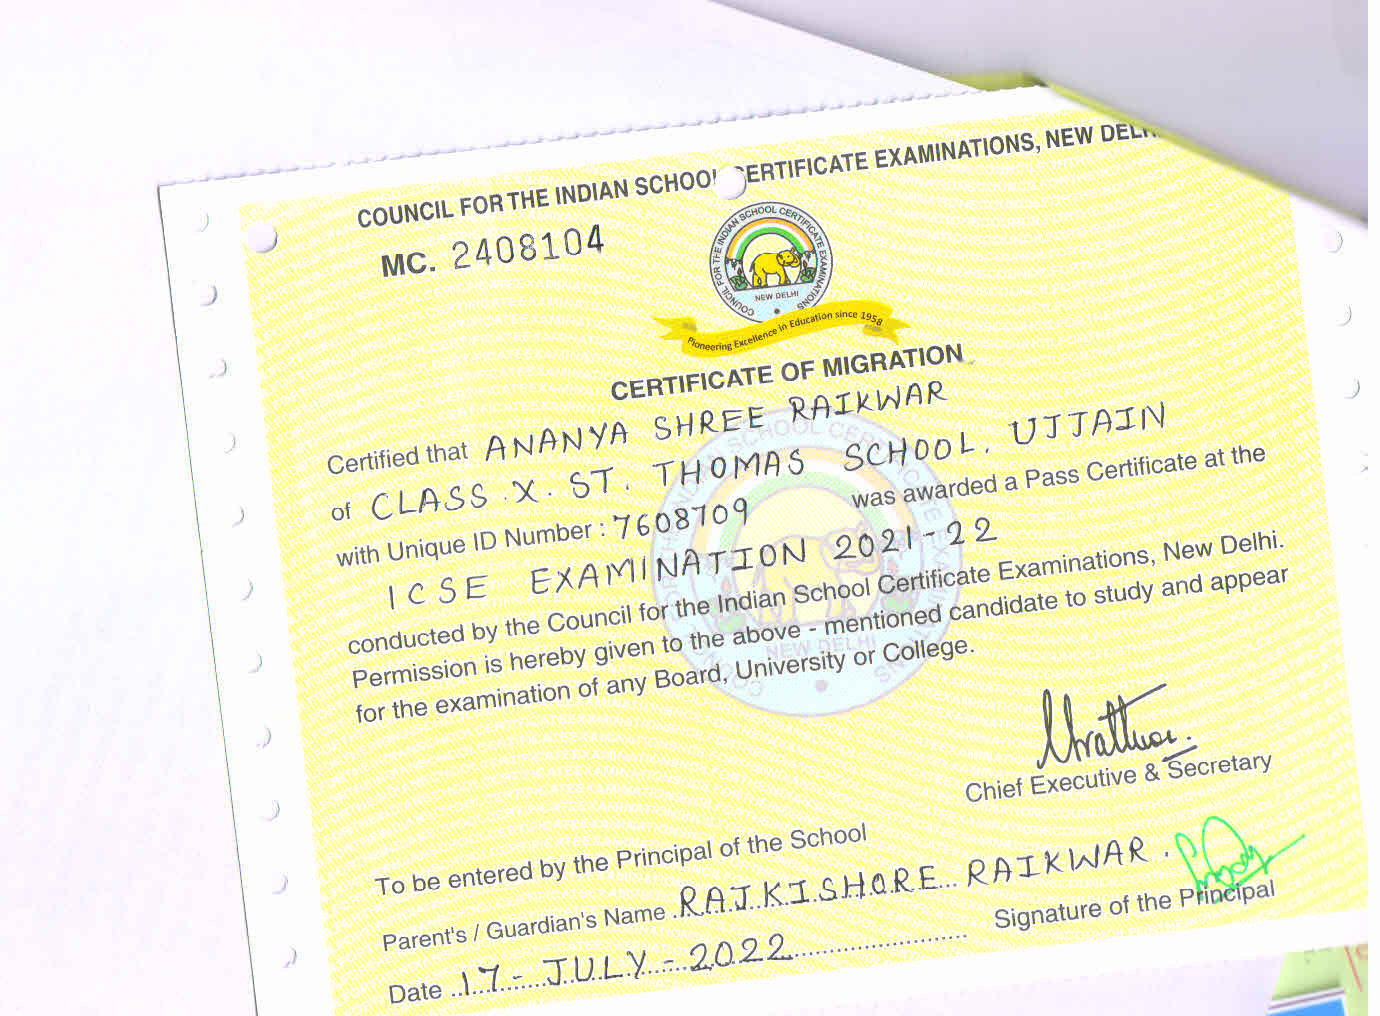 COUNCIL FOR THE INDIAN SCHOOL CERTIFICATE EXAMINATIONS, NEW
MC. 2408104
COUNCIL FOR THE INDIAN SCHOOL CERTIFICATE EXAMINATIONS
NEW DELHI
Pioneering Excellence in Education since 1958
CERTIFICATE OF MIGRATION
Certified that ANANYA SHREE RAIKWAR
of CLASS X. ST. THOMAS SCHOOL, UJJAIN
with Unique ID Number : 7608709 was awarded a Pass Certificate at the
ICSE EXAMINATION 2021-22
conducted by the Council for the Indian School Certificate Examinations, New Delhi.
Permission is hereby given to the above - mentioned candidate to study and appear
for the examination of any Board, University or College.
Chief Executive & Secretary
To be entered by the Principal of the School
Parent's / Guardian's Name RAJKISHORE RAIKWAR.
Signature of the Principal
Date 17-JULY-2022